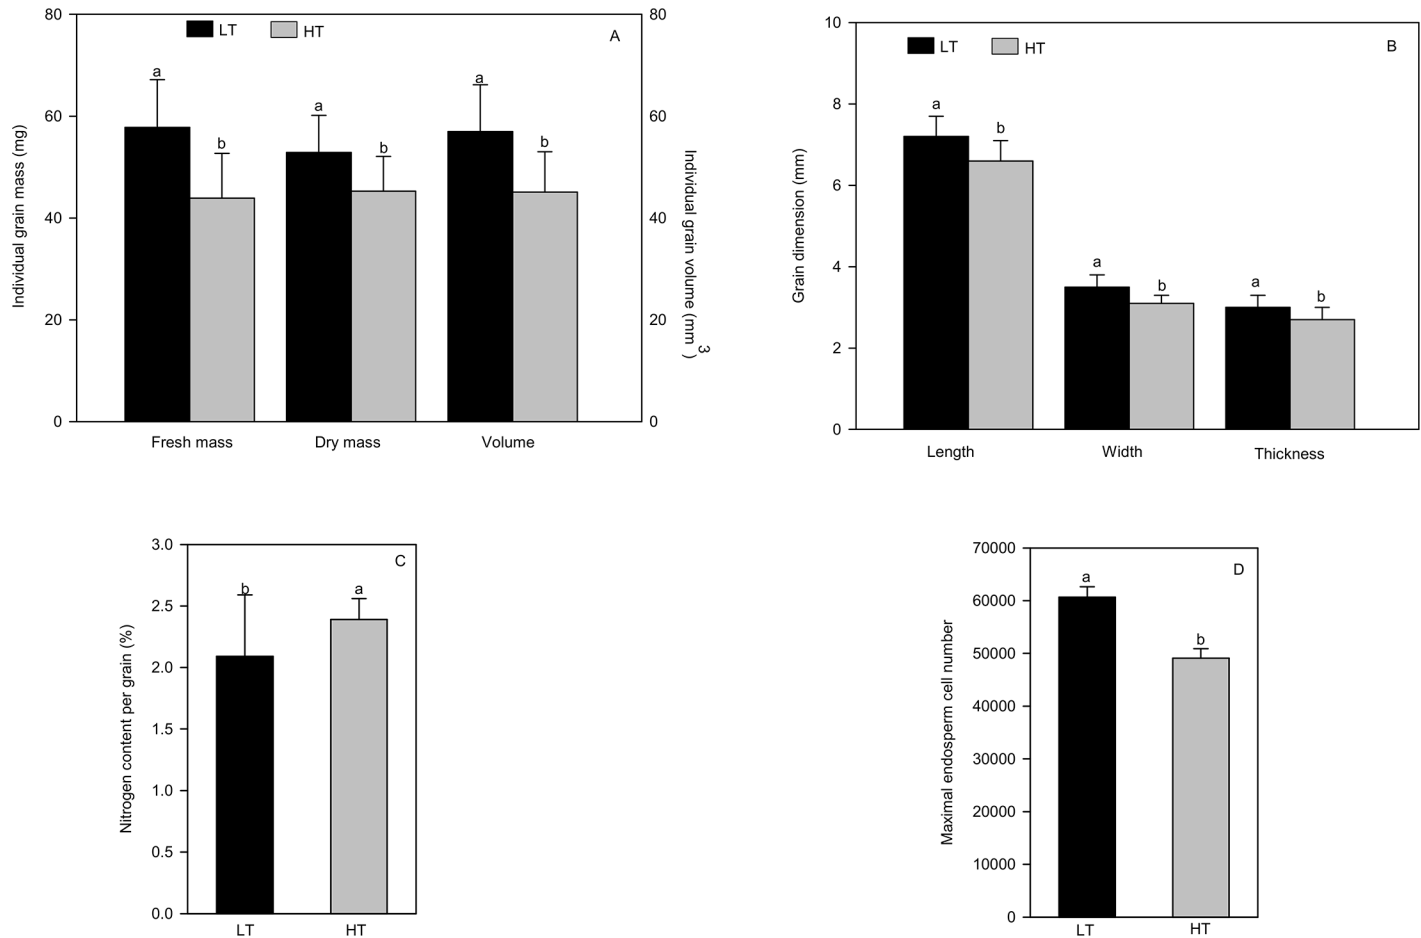 80
60
40
20
0
Individual grain mass (mg)
LT
HT
A
a
b
a
b
a
b
80
60
40
20
0
Individual grain volume (mm3)
Fresh mass
Dry mass
Volume
10
8
6
4
2
0
Grain dimension (mm)
LT
HT
B
a
b
a
b
a
b
Length
Width
Thickness
3.0
2.5
2.0
1.5
1.0
0.5
0.0
Nitrogen content per grain (%)
C
b
a
LT
HT
70000
60000
50000
40000
30000
20000
10000
0
Maximal endosperm cell number
D
a
b
LT
HT